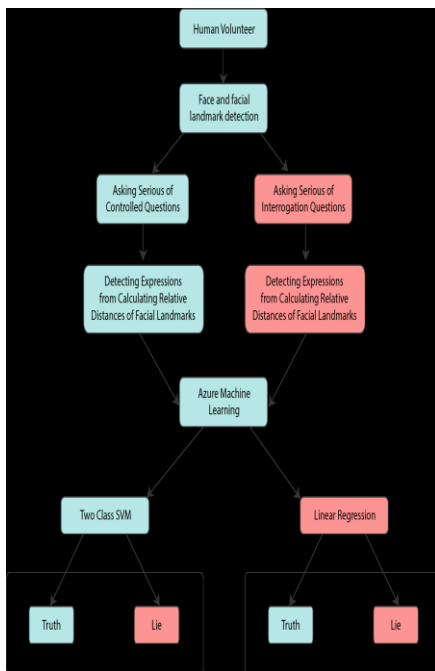 Human Volunteer
Face and facial
landmark detection
Asking Serious of
Controlled Questions
Asking Serious of
Interrogation Questions
Detecting Expressions
from Calculating Relative
Distances of Facial Landmarks
Detecting Expressions
from Calculating Relative
Distances of Facial Landmarks
Azure Machine
Learning
Two Class SVM
Linear Regression
Truth
Lie
Truth
Lie